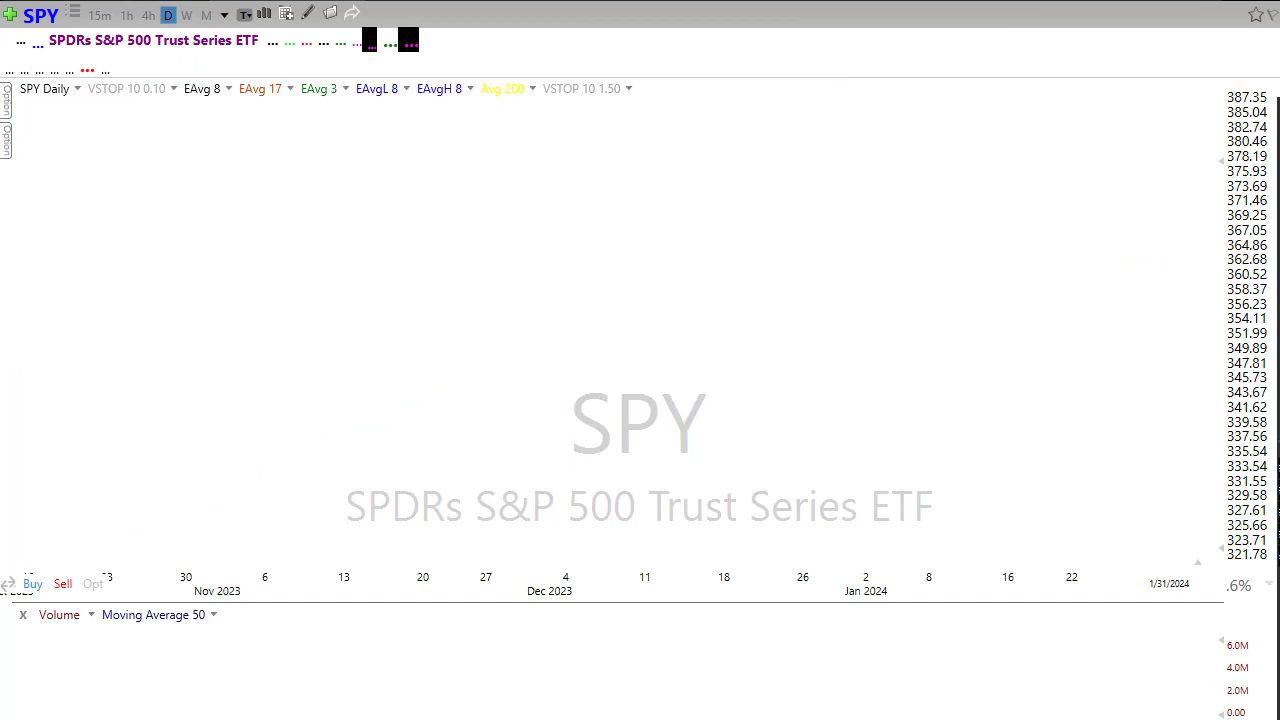 SPY 15m 1h 4h D W M T
... ... SPDRs S&P 500 Trust Series ETF ... ... ... ... ... ... ... ... ...
... ... ... ... ... ... ...
SPY Daily VSTOP 10 0.10 EAvg 8 EAvg 17 EAvg 3 EAvgL 8 EAvgH 8 Avg 200 VSTOP 10 1.50
Option
Option
387.35
385.04
382.74
380.46
378.19
375.93
373.69
371.46
369.25
367.05
364.86
362.68
360.52
358.37
356.23
354.11
351.99
349.89
347.81
345.73
343.67
341.62
339.58
337.56
335.54
333.54
331.55
329.58
327.61
325.66
323.71
321.78
SPY
SPDRs S&P 500 Trust Series ETF
30 6 13 20 27 4 11 18 26 2 8 16 22
Buy Sell Opt 1/31/2024 .6%
Nov 2023 Dec 2023 Jan 2024
X Volume Moving Average 50
6.0M
4.0M
2.0M
0.00